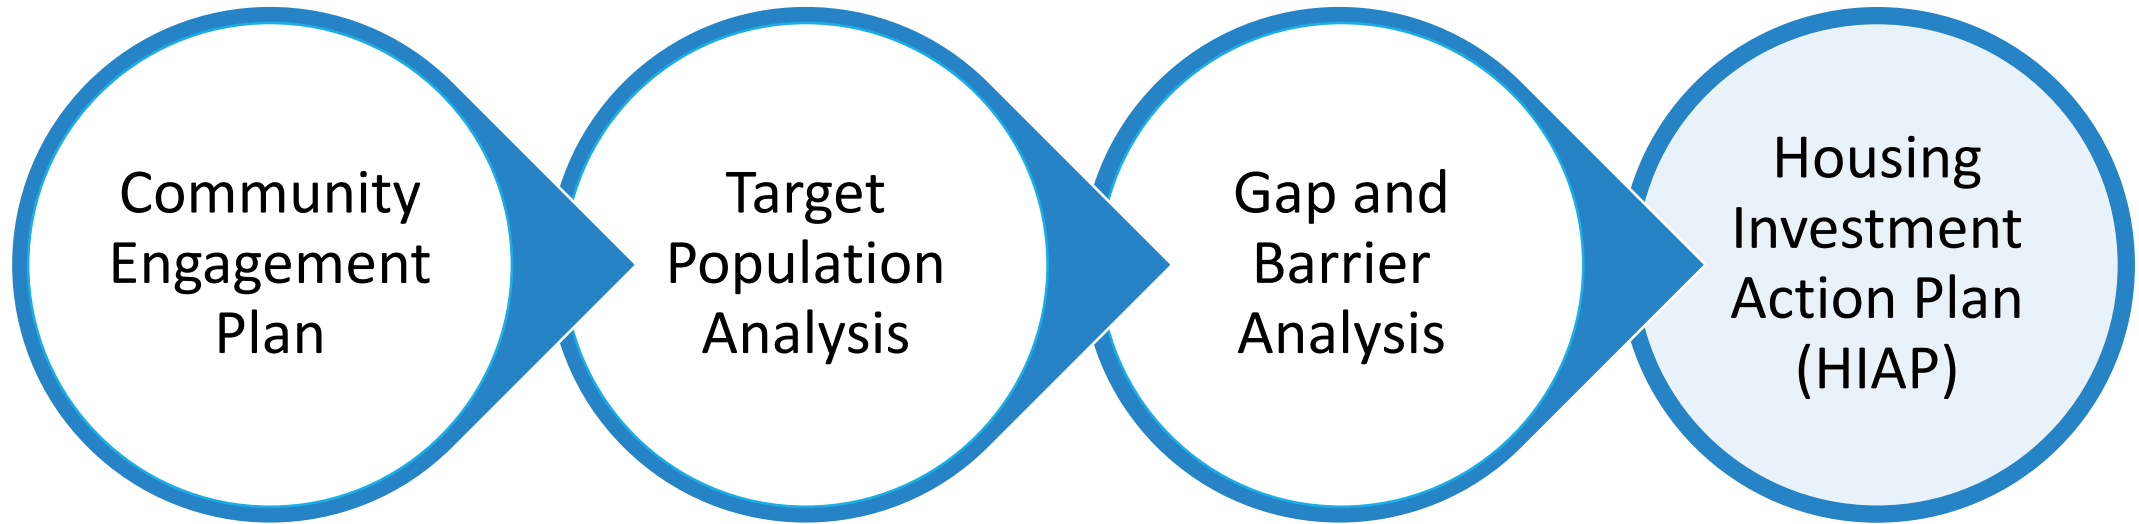 Community
Engagement
Plan
Target
Population
Analysis
Gap and
Barrier
Analysis
Housing
Investment
Action Plan
(HIAP)